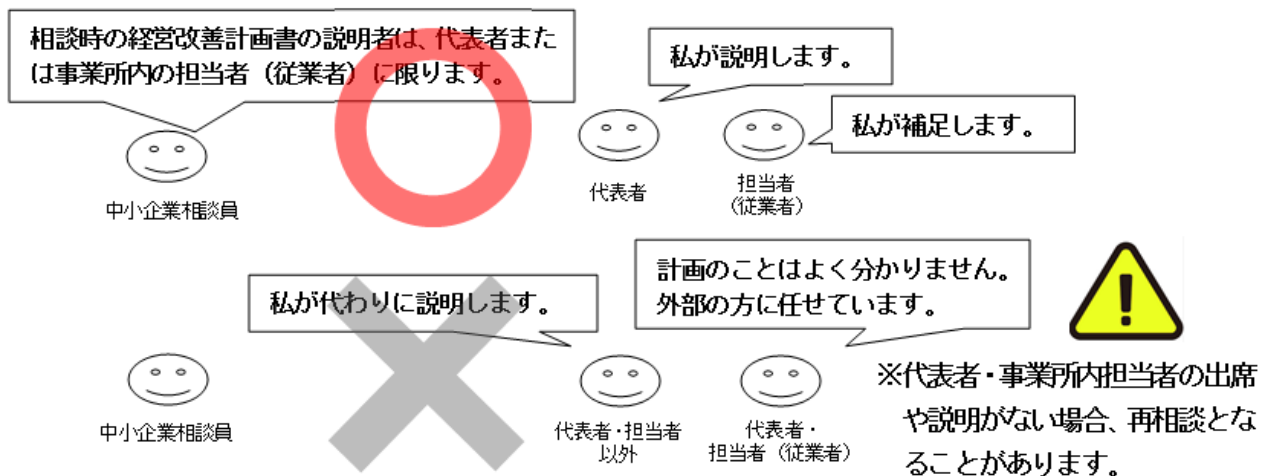 相談時の経営改善計画書の説明者は、代表者また
は事業所内の担当者（従業者）に限ります。
私が説明します。
私が補足します。
中小企業相談員
代表者
担当者
（従業者）
私が代わりに説明します。
計画のことはよく分かりません。
外部の方に任せています。
中小企業相談員
代表者・担当者
以外
代表者・
担当者（従業者）
※代表者・事業所内担当者の出席
や説明がない場合、再相談とな
ることがあります。